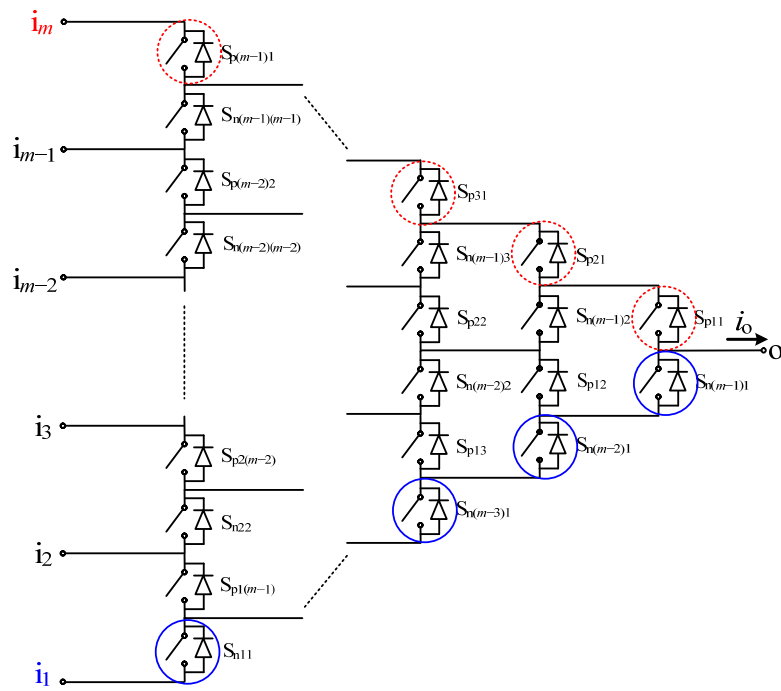 i_m
S_p(m−1)1
S_n(m−1)(m−1)
i_m−1
S_p(m−2)2
S_n(m−2)(m−2)
i_m−2
i_3
S_p2(m−2)
S_n22
i_2
S_p1(m−1)
S_n11
i_1
S_p31
S_n(m−1)3
S_p22
S_n(m−2)2
S_p13
S_n(m−3)1
S_p21
S_n(m−1)2
S_p12
S_n(m−2)1
S_p11
S_n(m−1)1
i_o
o